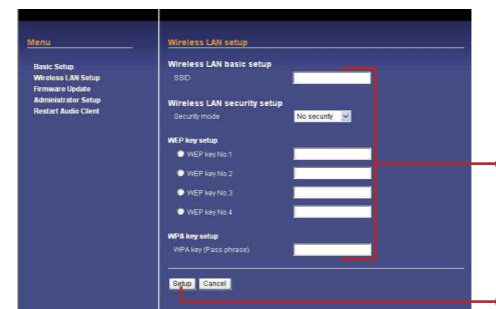 Menu
Basic Setup
Wireless LAN Setup
Firmware Update
Administrator Setup
Restart Audio Client
Wireless LAN setup
Wireless LAN basic setup
SSID
Wireless LAN security setup
Security mode No security
WEP key setup
WEP key No.1
WEP key No.2
WEP key No.3
WEP key No.4
WPA key setup
WPA key (Pass phrase)
Setup Cancel